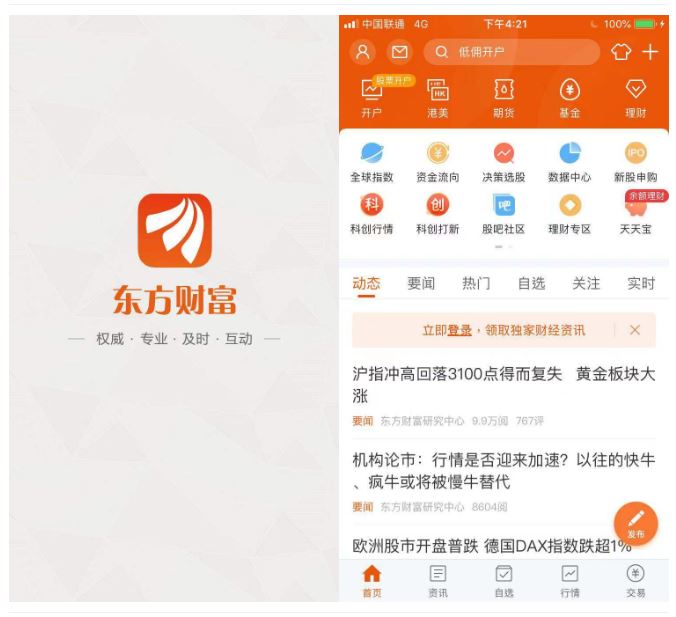 东方财富
权威·专业·及时·互动
中国联通 4G 下午4:21 100%
低佣开户
股票开户
HK
开户 港美 期货 基金 理财
IPO
全球指数 资金流向 决策选股 数据中心 新股申购
余额理财
科 创 吧
科创行情 科创打新 股吧社区 理财专区 天天宝
动态 要闻 热门 自选 关注 实时
立即登录，领取独家财经资讯
沪指冲高回落3100点得而复失 黄金板块大
涨
要闻 东方财富研究中心 9.9万阅 767评
机构论市：行情是否迎来加速？以往的快牛
、疯牛或将被慢牛替代
要闻 东方财富研究中心 8604阅
欧洲股市开盘普跌 德国DAX指数跌超1%
发布
首页 资讯 自选 行情 交易